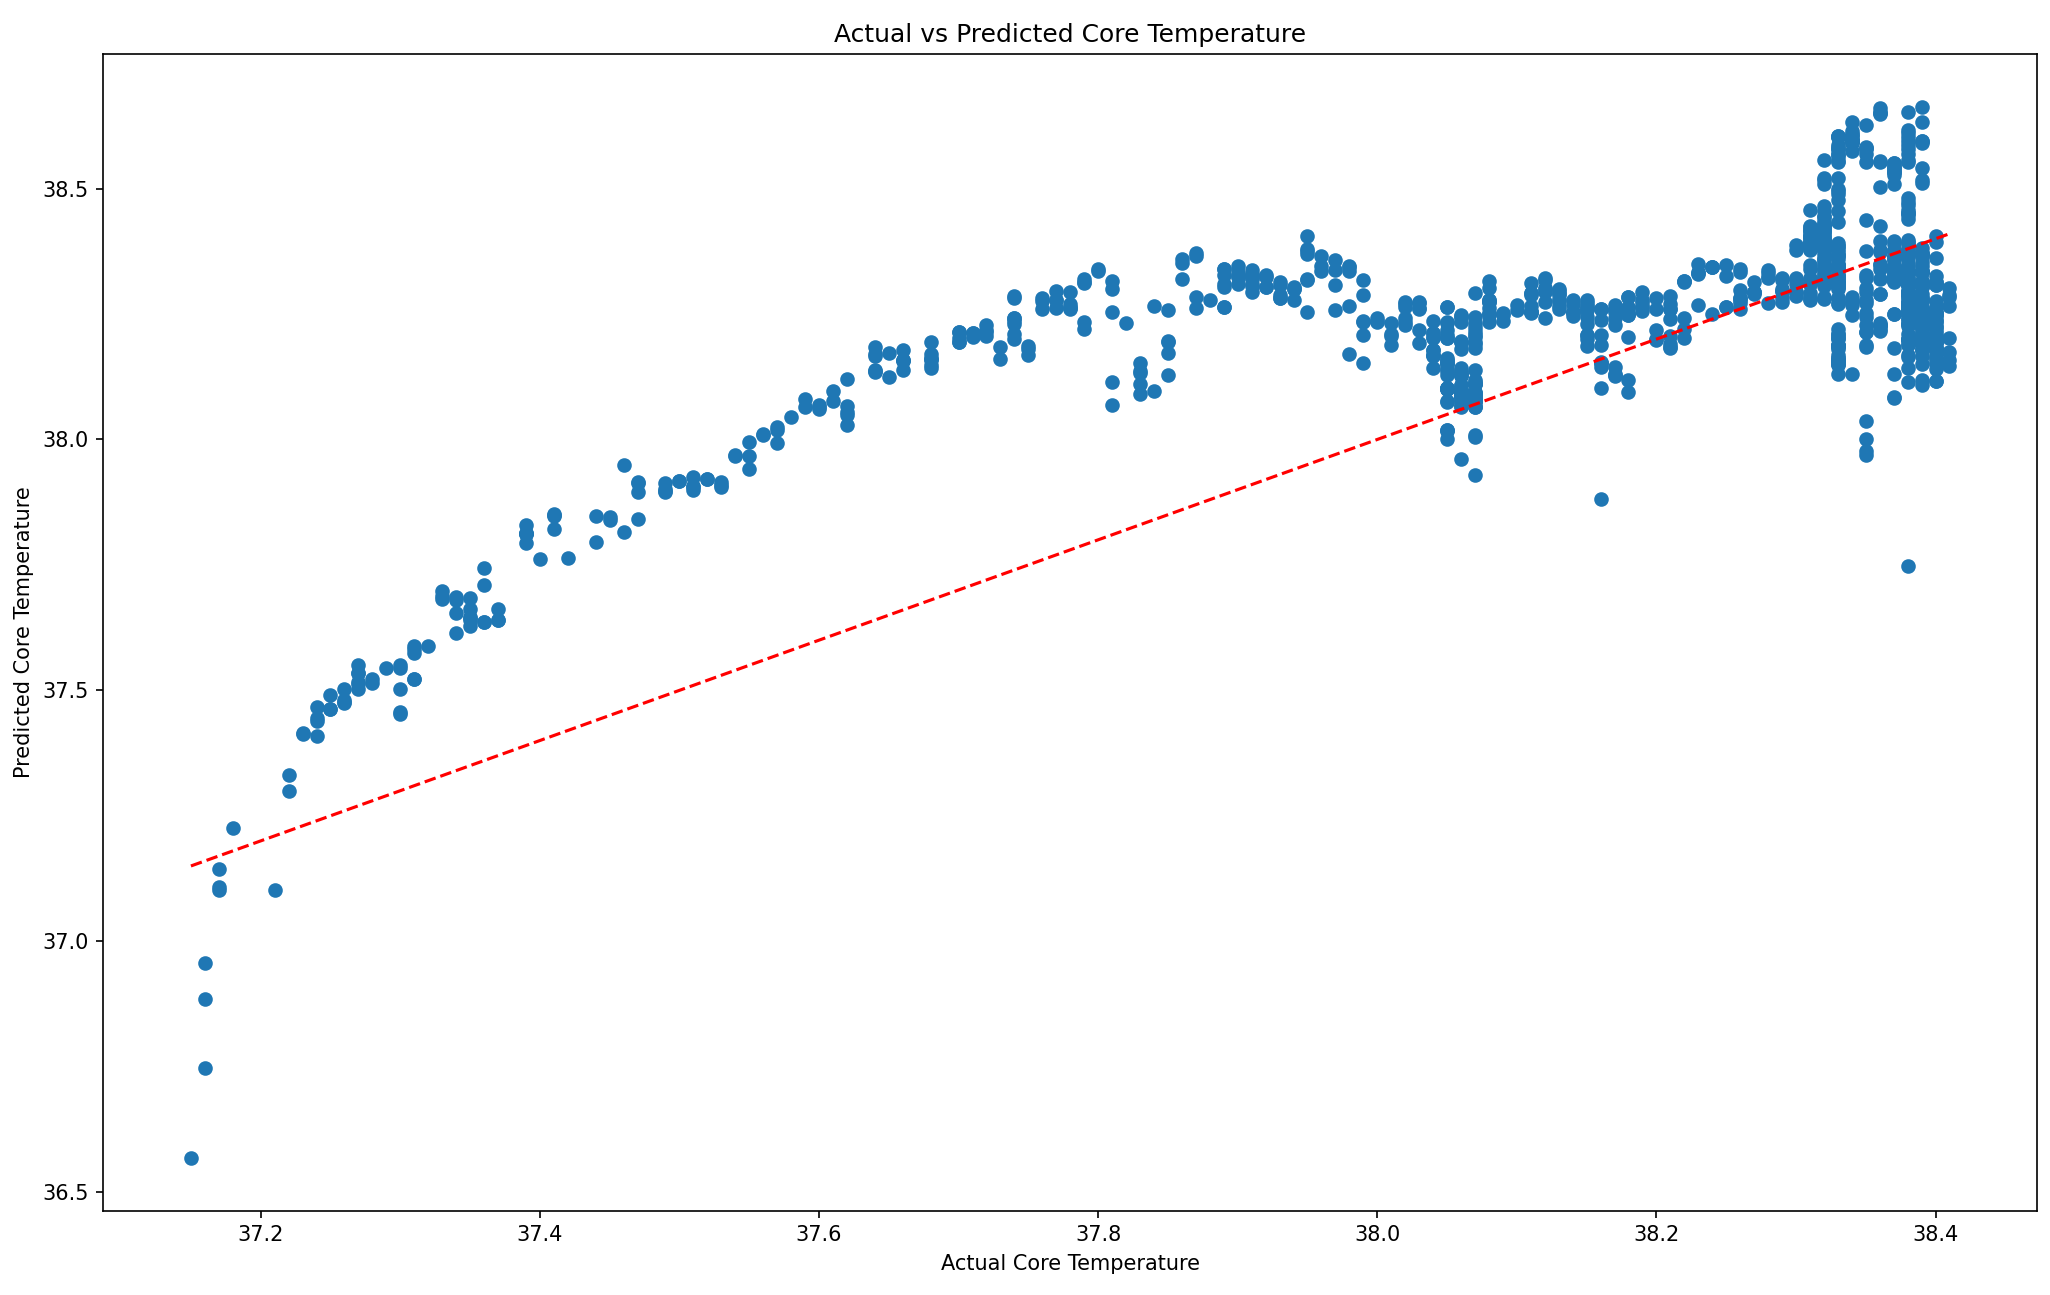 Actual vs Predicted Core Temperature
Predicted Core Temperature
38.5
38.0
37.5
37.0
36.5
37.2 37.4 37.6 37.8 38.0 38.2 38.4
Actual Core Temperature